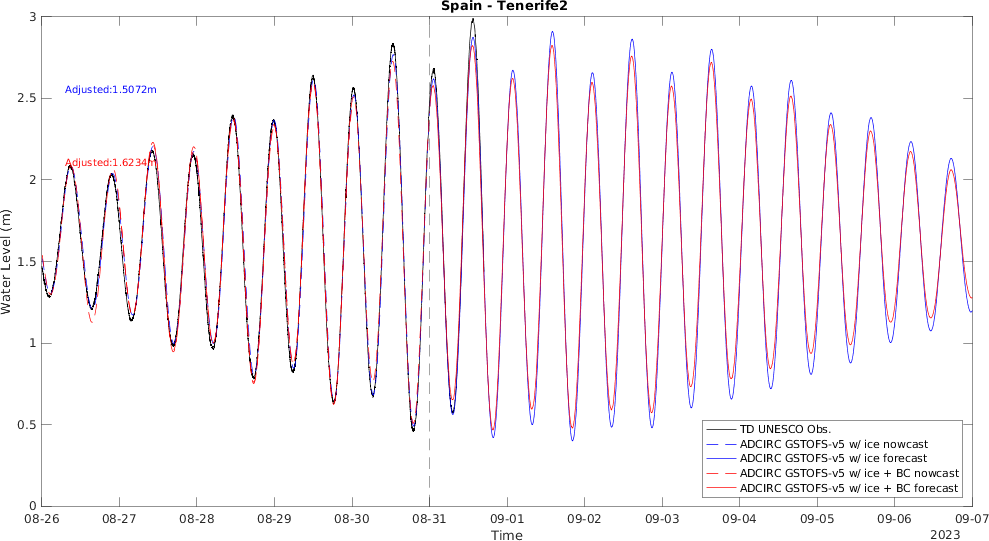 Spain - Tenerife2
3
2.5
2
1.5
1
0.5
0
Water Level (m)
Adjusted:1.5072m
Adjusted:1.6234m
TD UNESCO Obs.
ADCIRC GSTOFS-v5 w/ ice nowcast
ADCIRC GSTOFS-v5 w/ ice forecast
ADCIRC GSTOFS-v5 w/ ice + BC nowcast
ADCIRC GSTOFS-v5 w/ ice + BC forecast
08-26 08-27 08-28 08-29 08-30 08-31 09-01 09-02 09-03 09-04 09-05 09-06 09-07
Time
2023